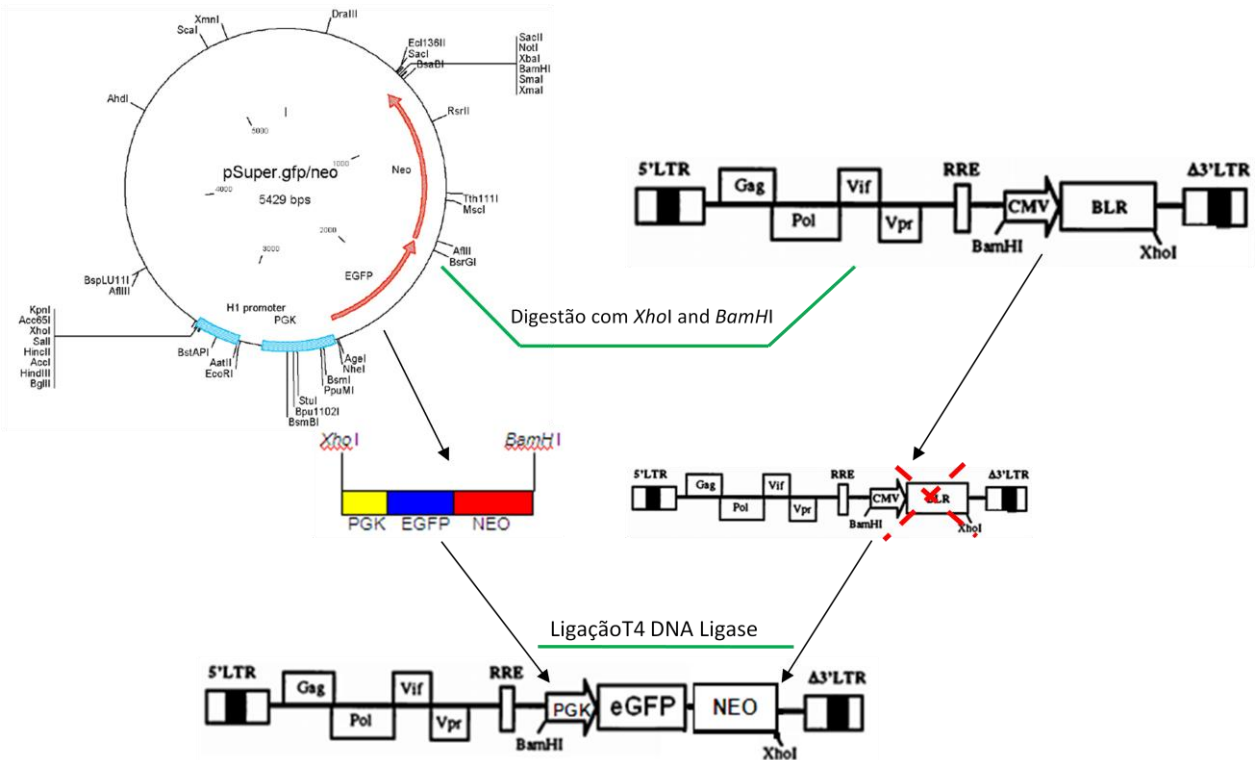 XmnI
ScaI
DraIII
Ecl136II
SacI
BsaBI
SacII
NotI
XbaI
BamHI
SmaI
XmaI
AhdI
RsrII
I
5000
1000
pSuper.gfp/neo
Neo
4000
5429 bps
Tth111I
MscI
2000
3000
AflII
BsrGI
EGFP
BspLU11I
AflIII
H1 promoter
PGK
KpnI
Acc65I
XhoI
SalI
HincII
AccI
HindIII
BglII
BstAPI
AatII
EcoRI
AgeI
NheI
BsmI
PpuMI
StuI
Bpu1102I
BsmBI
5'LTR
Gag
Pol
Vif
Vpr
RRE
CMV
BLR
Δ3'LTR
BamHI
XhoI
Digestão com XhoI and BamHI
XhoI
BamHI
PGK
EGFP
NEO
5'LTR
Gag
Pol
Vif
Vpr
RRE
CMV
BLR
Δ3'LTR
BamHI
XhoI
LigaçãoT4 DNA Ligase
5'LTR
Gag
Pol
Vif
Vpr
RRE
PGK
eGFP
NEO
Δ3'LTR
BamHI
XhoI